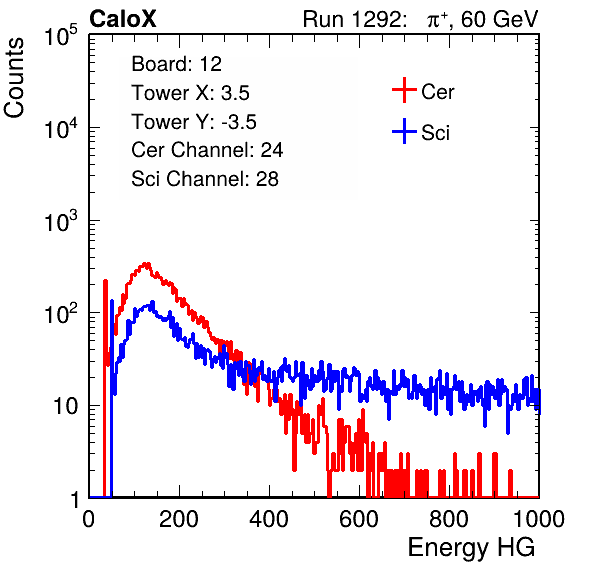 CaloX Run 1292: π⁺, 60 GeV
Counts
Board: 12
Tower X: 3.5
Tower Y: -3.5
Cer Channel: 24
Sci Channel: 28
Cer
Sci
10⁵
10⁴
10³
10²
10
1
0 200 400 600 800 1000
Energy HG